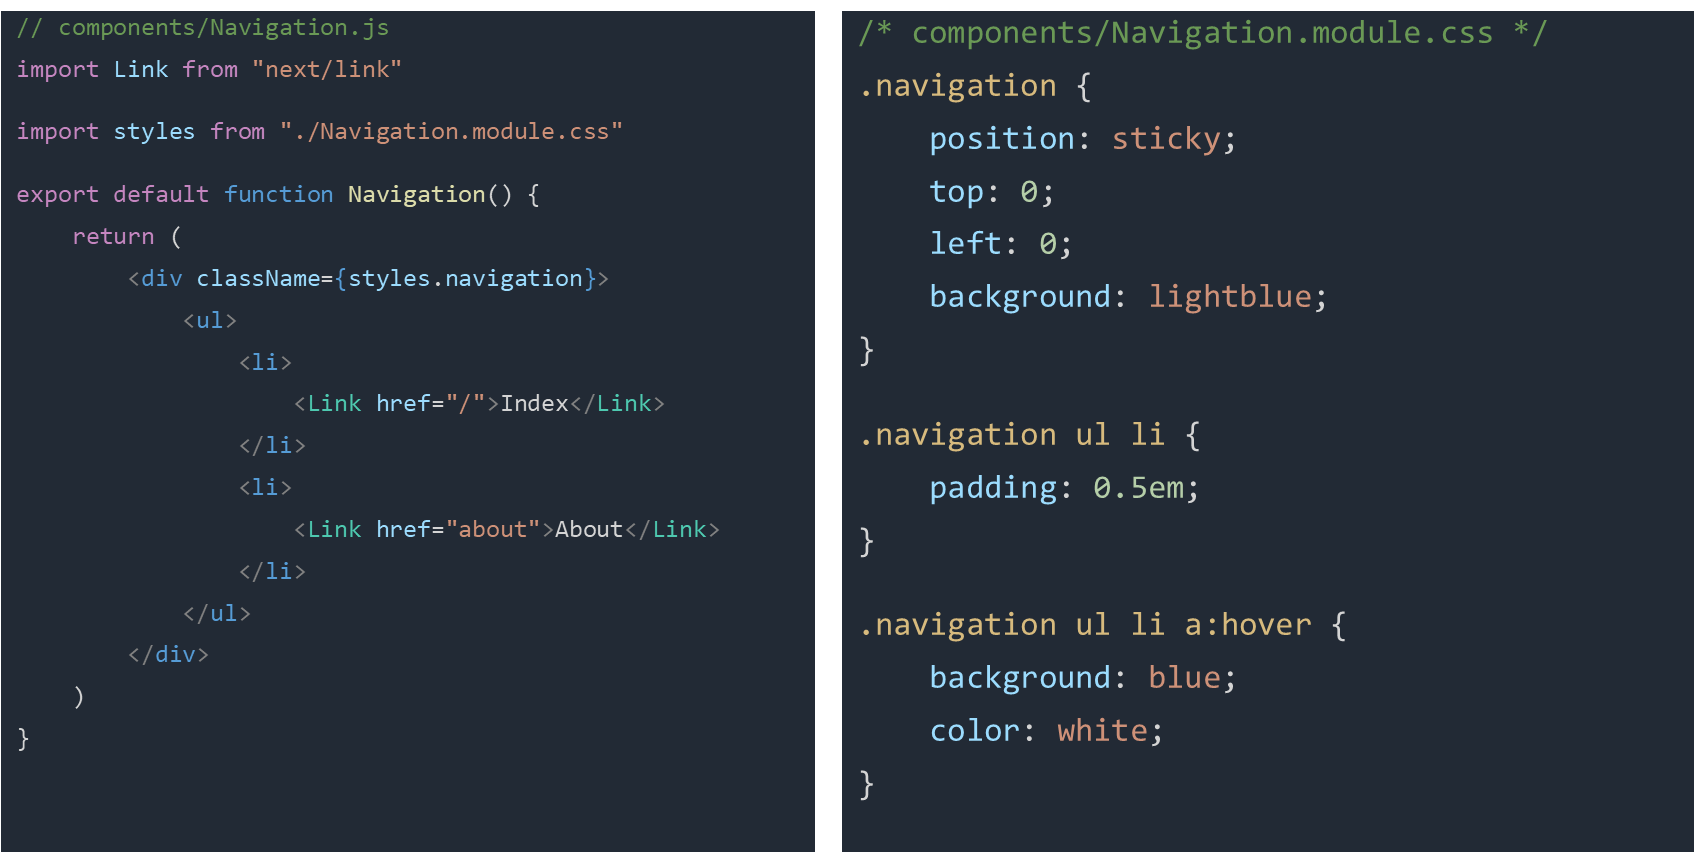 // components/Navigation.js
import Link from "next/link"
import styles from "./Navigation.module.css"
export default function Navigation() {
    return (
        <div className={styles.navigation}>
            <ul>
                <li>
                    <Link href="/">Index</Link>
                </li>
                <li>
                    <Link href="about">About</Link>
                </li>
            </ul>
        </div>
    )
}
/* components/Navigation.module.css */
.navigation {
    position: sticky;
    top: 0;
    left: 0;
    background: lightblue;
}
.navigation ul li {
    padding: 0.5em;
}
.navigation ul li a:hover {
    background: blue;
    color: white;
}